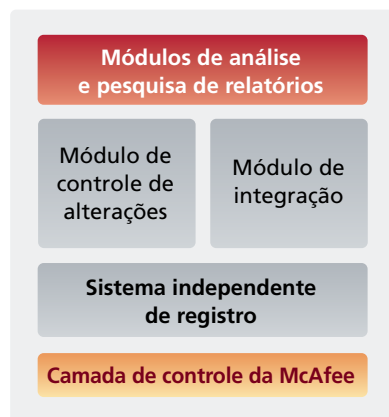 Módulos de análise
e pesquisa de relatórios
Módulo de
controle de
alterações
Módulo de
integração
Sistema independente
de registro
Camada de controle da McAfee